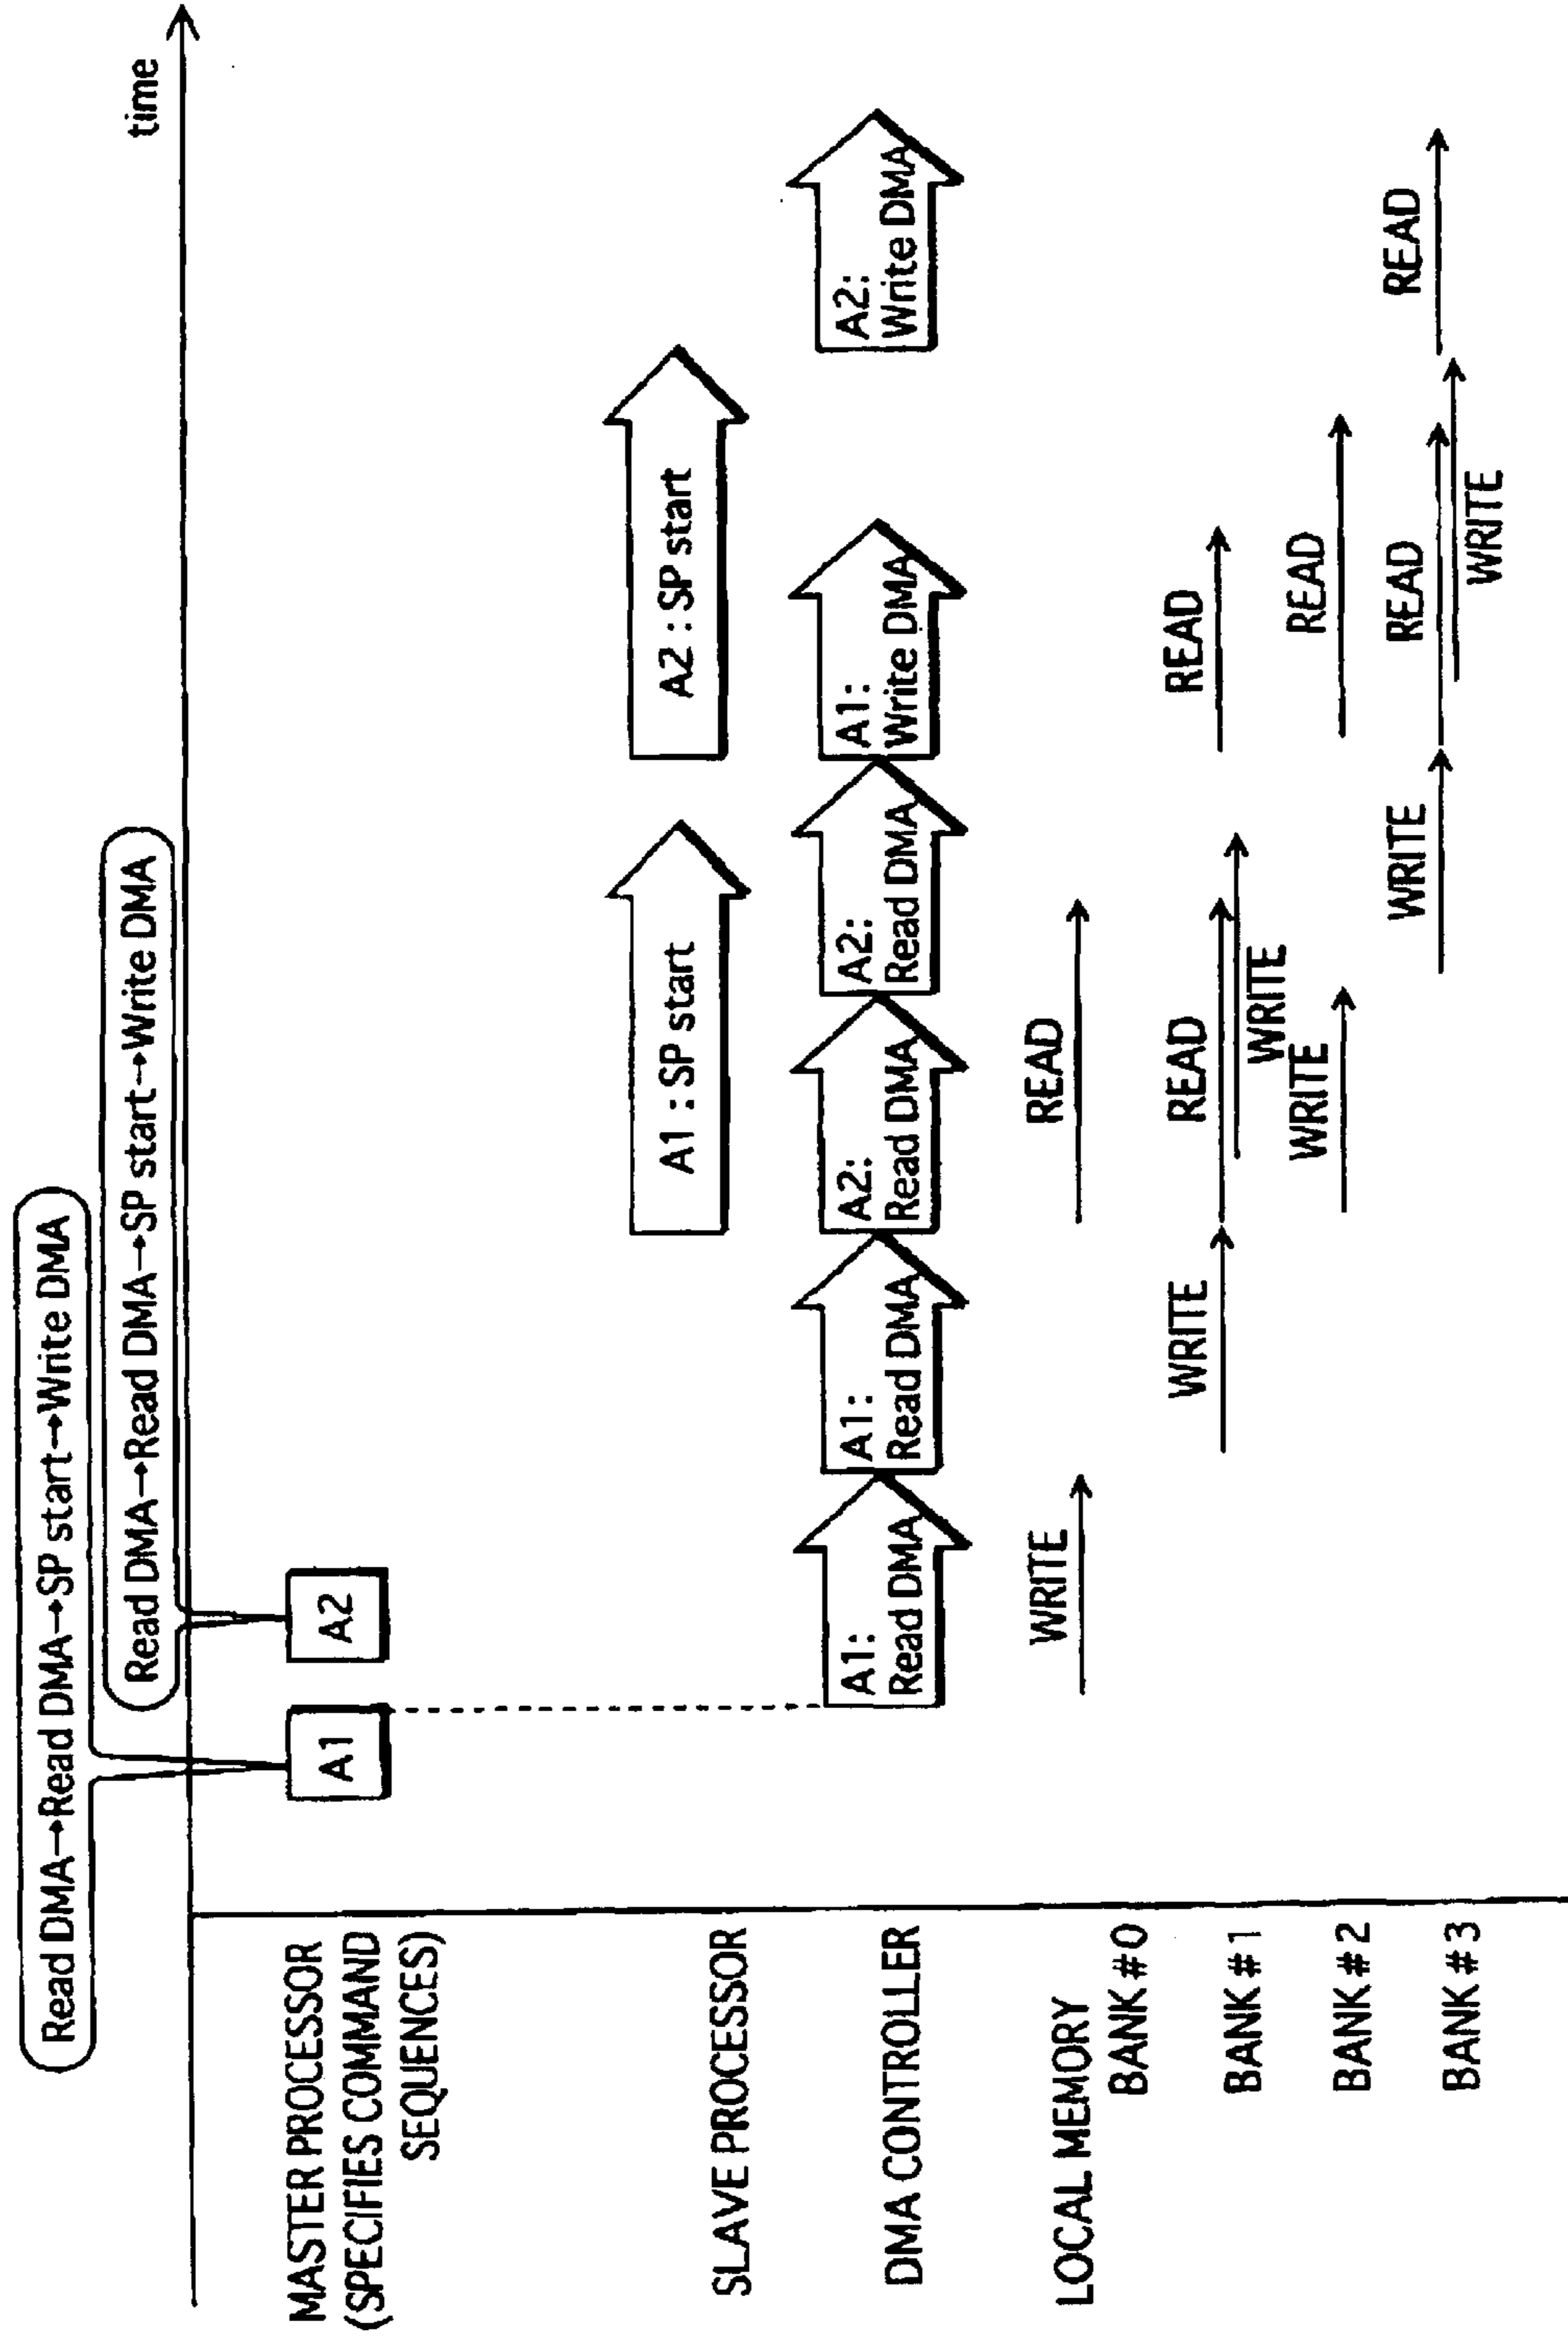 Read DMA→Read DMA→SP start→Write DMA
Read DMA→Read DMA→SP start→Write DMA
time
MASTER PROCESSOR
(SPECIFIES COMMAND
SEQUENCES)
A1
A2
SLAVE PROCESSOR
A1 : SP start
A2 : SP start
DMA CONTROLLER
A1:
Read DMA
A1:
Read DMA
A2:
Read DMA
A2:
Read DMA
A1:
Write DMA
A2:
Write DMA
LOCAL MEMORY
BANK #0
WRITE
READ
BANK #1
WRITE
READ
WRITE
READ
BANK #2
WRITE
READ
BANK #3
WRITE
READ
WRITE
READ